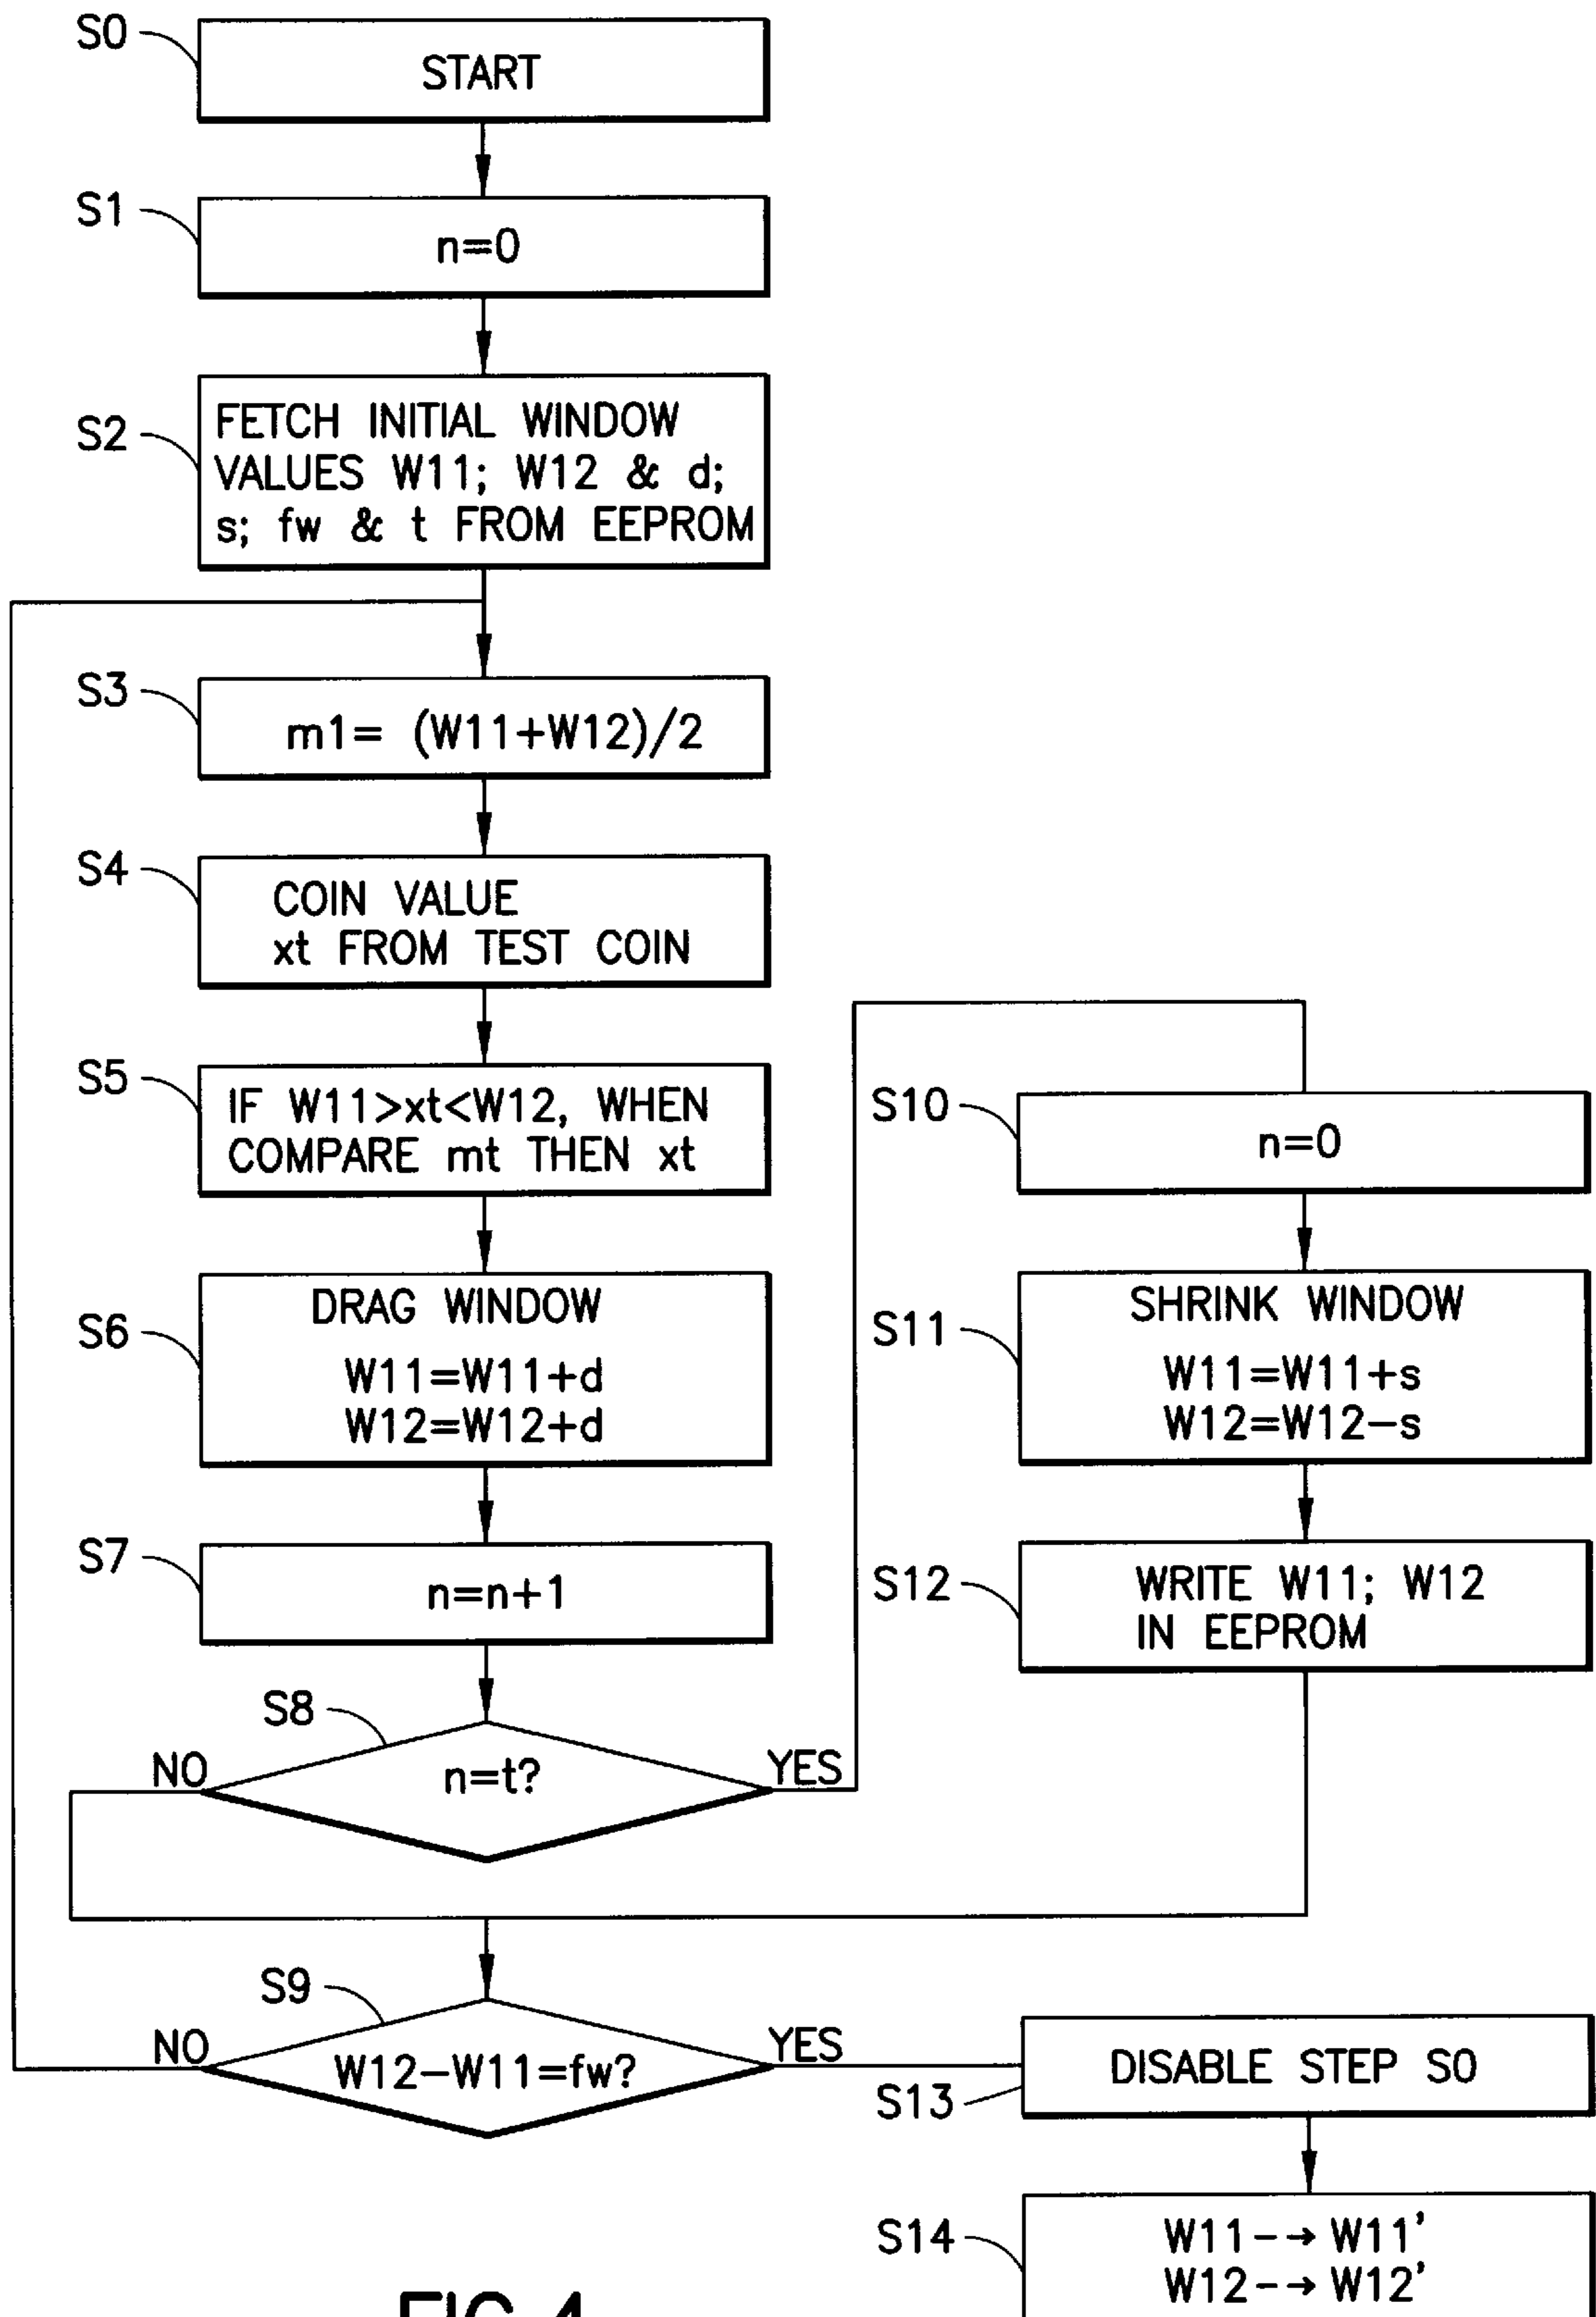 S0
START
S1
n=0
S2
FETCH INITIAL WINDOW
VALUES W11; W12 & d;
s; fw & t FROM EEPROM
S3
m1= (W11+W12)/2
S4
COIN VALUE
xt FROM TEST COIN
S5
IF W11>xt<W12, WHEN
COMPARE mt THEN xt
S6
DRAG WINDOW
W11=W11+d
W12=W12+d
S7
n=n+1
S8
NO
n=t?
YES
S10
n=0
S11
SHRINK WINDOW
W11=W11+s
W12=W12-s
S12
WRITE W11; W12
IN EEPROM
S9
NO
W12-W11=fw?
YES
S13
DISABLE STEP S0
S14
W11-→ W11'
W12-→ W12'
FIG.4